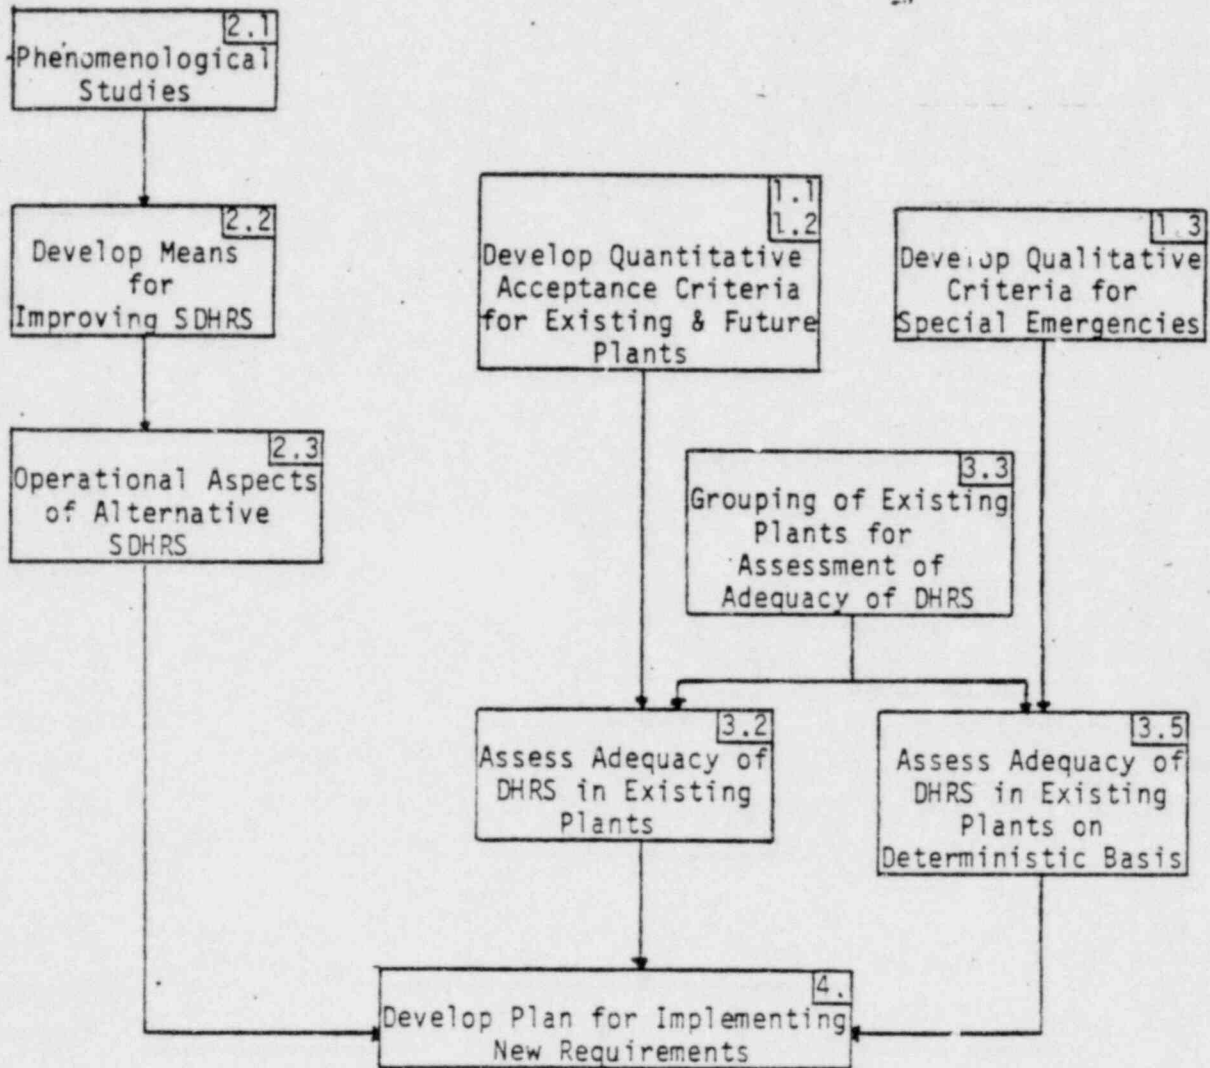 2.1
Phenomenological
Studies
2.2
Develop Means
for
Improving SDHRS
2.3
Operational Aspects
of Alternative
SDHRS
1.1
1.2
Develop Quantitative
Acceptance Criteria
for Existing & Future
Plants
1.3
Develop Qualitative
Criteria for
Special Emergencies
3.3
Grouping of Existing
Plants for
Assessment of
Adequacy of DHRS
3.2
Assess Adequacy of
DHRS in Existing
Plants
3.5
Assess Adequacy of
DHRS in Existing
Plants on
Deterministic Basis
4.
Develop Plan for Implementing
New Requirements